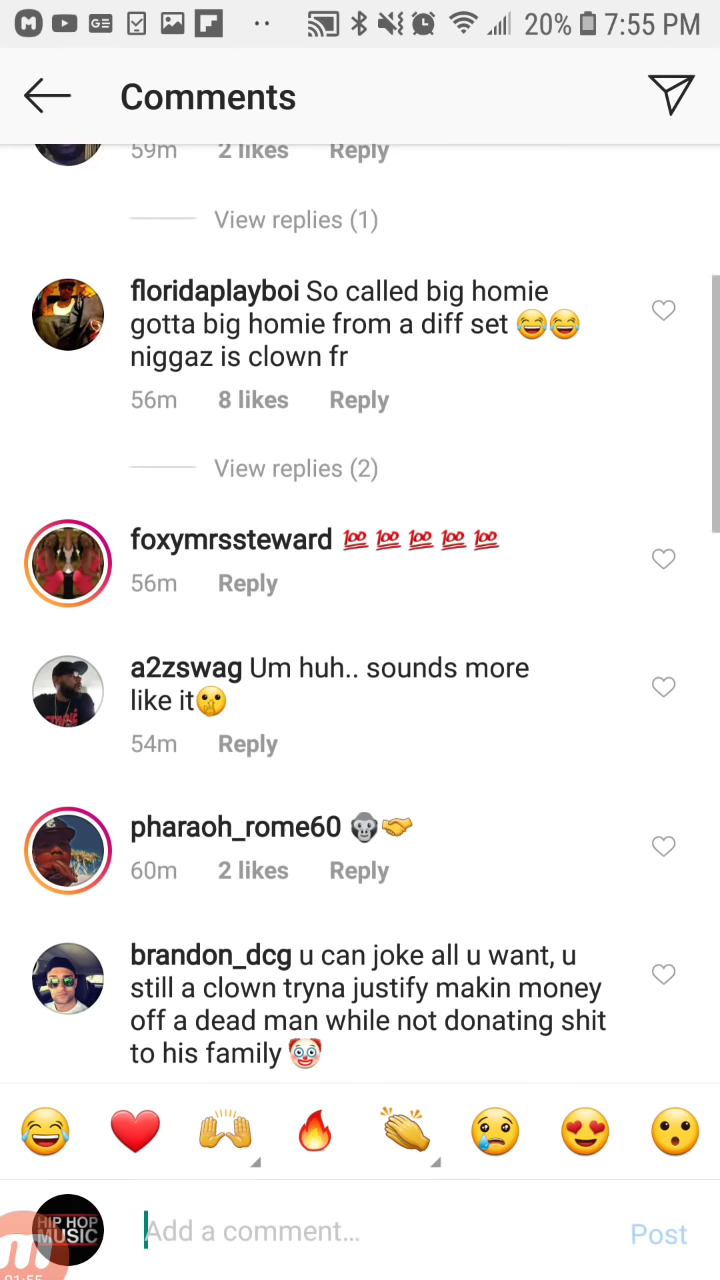 20% 7:55 PM
Comments
59m 2 likes Reply
View replies (1)
floridaplayboi So called big homie
gotta big homie from a diff set 😂😂
niggaz is clown fr
56m 8 likes Reply
View replies (2)
foxymrssteward 💯💯💯💯💯
56m Reply
a2zswag Um huh.. sounds more
like it🤫
54m Reply
pharaoh_rome60 🦍🤝
60m 2 likes Reply
brandon_dcg u can joke all u want, u
still a clown tryna justify makin money
off a dead man while not donating shit
to his family 🤡
HIP HOP
MUSIC
Add a comment... Post
01:55